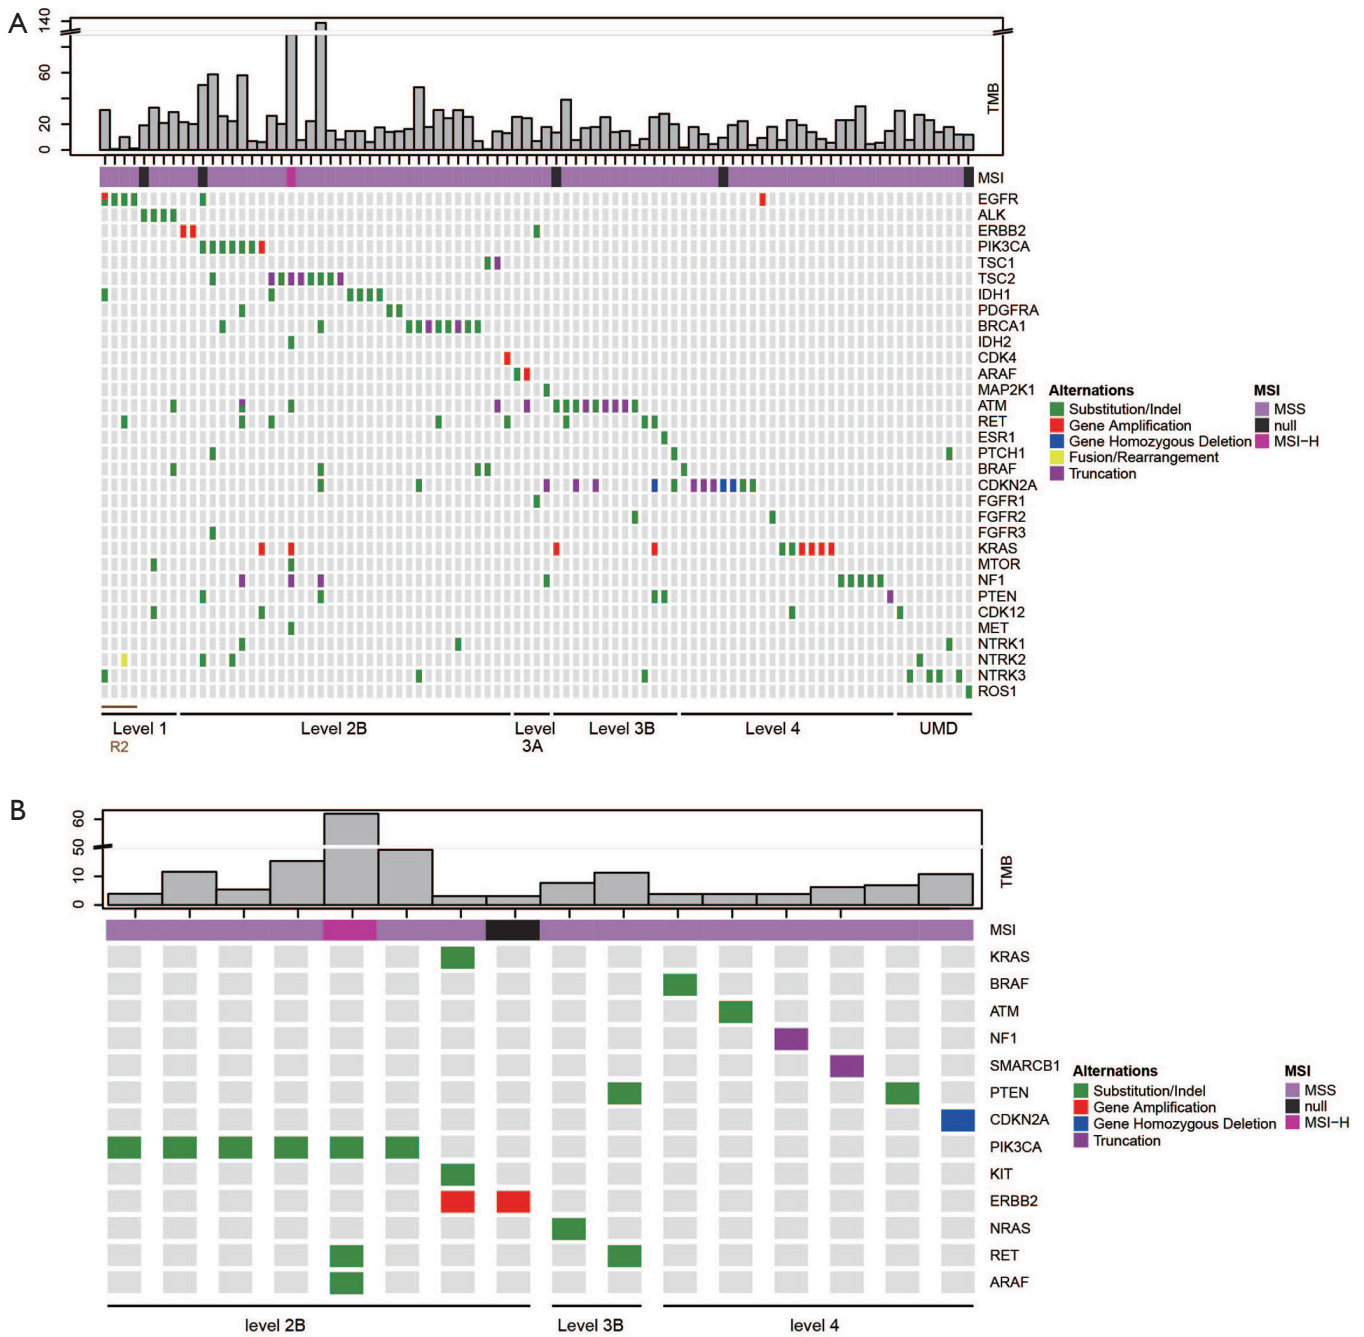 A
140
60
20
0
TMB
MSI
EGFR
ALK
ERBB2
PIK3CA
TSC1
TSC2
IDH1
PDGFRA
BRCA1
IDH2
CDK4
ARAF
MAP2K1
ATM
RET
ESR1
PTCH1
BRAF
CDKN2A
FGFR1
FGFR2
FGFR3
KRAS
MTOR
NF1
PTEN
CDK12
MET
NTRK1
NTRK2
NTRK3
ROS1
Alternations
Substitution/Indel
Gene Amplification
Gene Homozygous Deletion
Fusion/Rearrangement
Truncation
MSI
MSS
null
MSI-H
Level 1
R2
Level 2B
Level
3A
Level 3B
Level 4
UMD
B
60
50
10
0
TMB
MSI
KRAS
BRAF
ATM
NF1
SMARCB1
PTEN
CDKN2A
PIK3CA
KIT
ERBB2
NRAS
RET
ARAF
Alternations
Substitution/Indel
Gene Amplification
Gene Homozygous Deletion
Truncation
MSI
MSS
null
MSI-H
level 2B
Level 3B
level 4